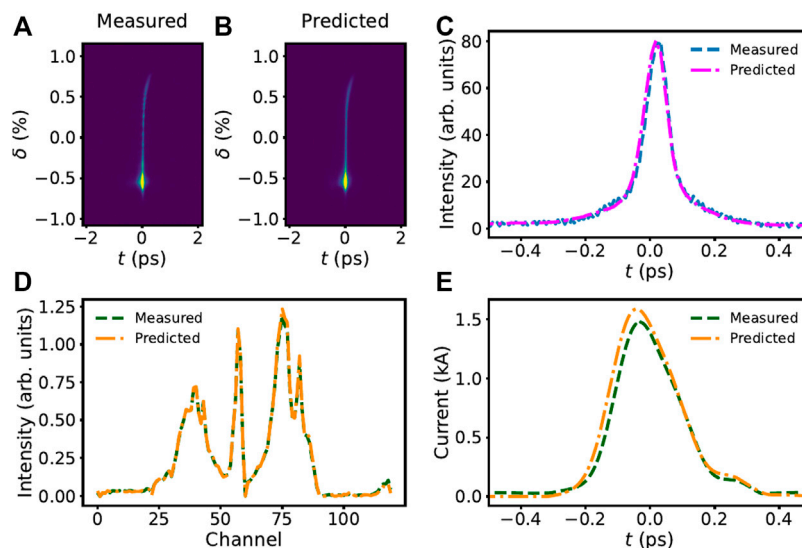 A
Measured
δ (%)
1.0
0.5
0.0
−0.5
−1.0
−2
0
2
t (ps)
B
Predicted
δ (%)
1.0
0.5
0.0
−0.5
−1.0
−2
0
2
t (ps)
C
Intensity (arb. units)
80
60
40
20
0
Measured
Predicted
−0.4
−0.2
0.0
0.2
0.4
t (ps)
D
Intensity (arb. units)
1.25
1.00
0.75
0.50
0.25
0.00
Measured
Predicted
0
25
50
75
100
Channel
E
Current (kA)
1.5
1.0
0.5
0.0
Measured
Predicted
−0.4
−0.2
0.0
0.2
0.4
t (ps)